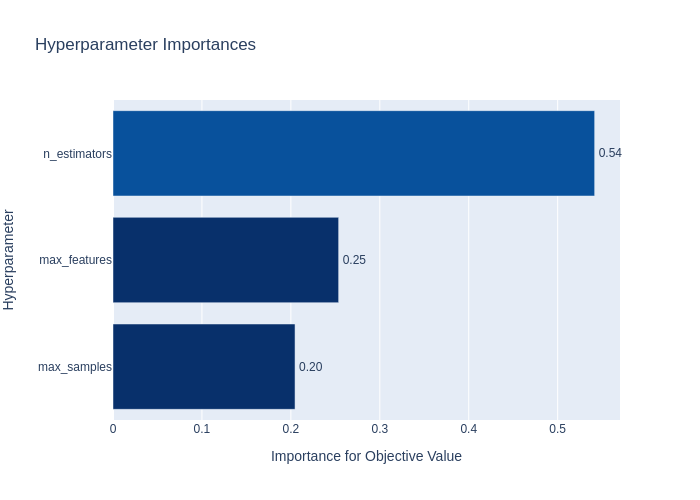 Hyperparameter Importances
Hyperparameter
n_estimators
0.54
max_features
0.25
max_samples
0.20
0
0.1
0.2
0.3
0.4
0.5
Importance for Objective Value